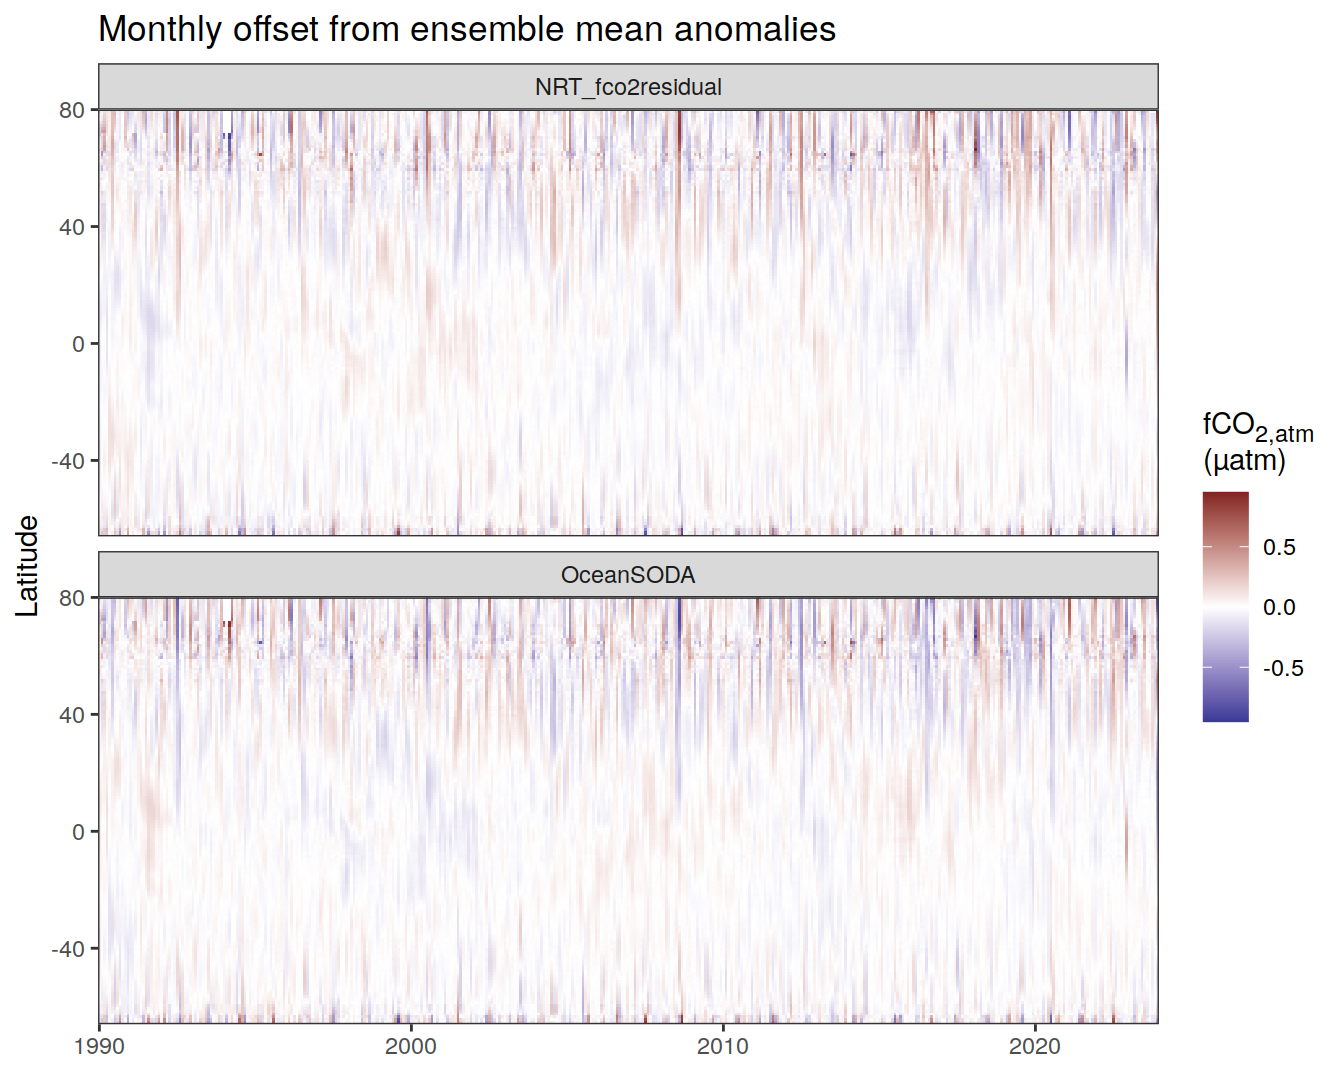 Monthly offset from ensemble mean anomalies
NRT_fco2residual
80
40
0
-40
Latitude
OceanSODA
80
40
0
-40
1990
2000
2010
2020
fCO2,atm
(µatm)
0.5
0.0
-0.5